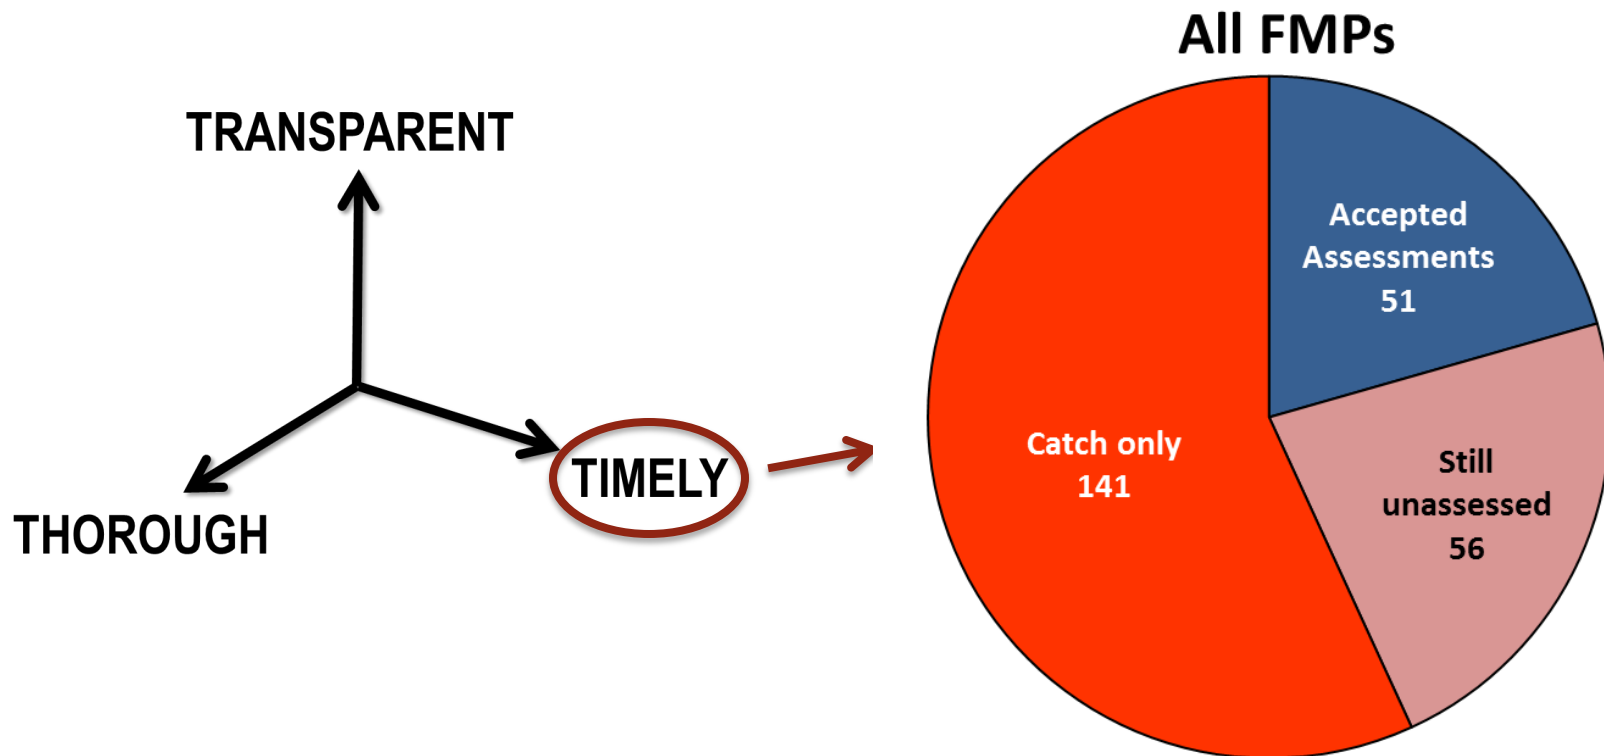 TRANSPARENT
THOROUGH
TIMELY
All FMPs
Accepted
Assessments
51
Catch only
141
Still
unassessed
56